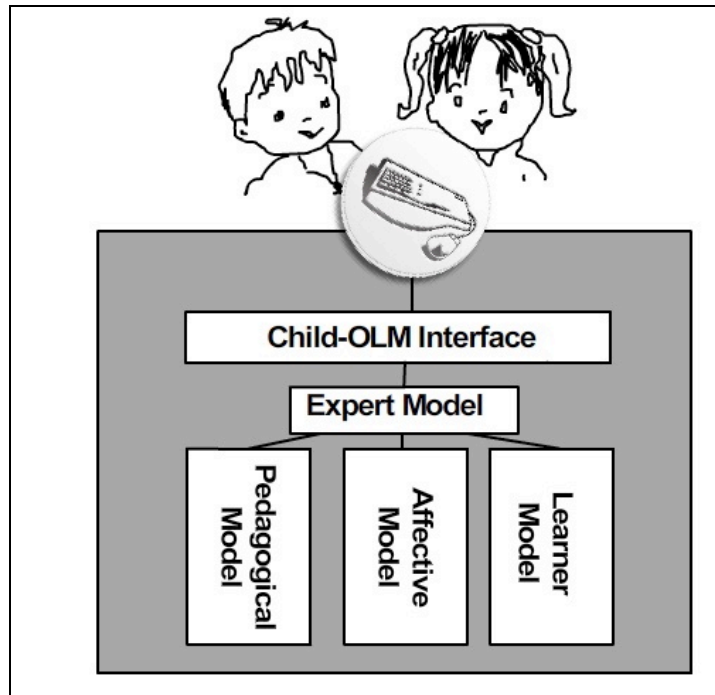 Child-OLM Interface
Expert Model
Pedagogical
Model
Affective
Model
Learner
Model